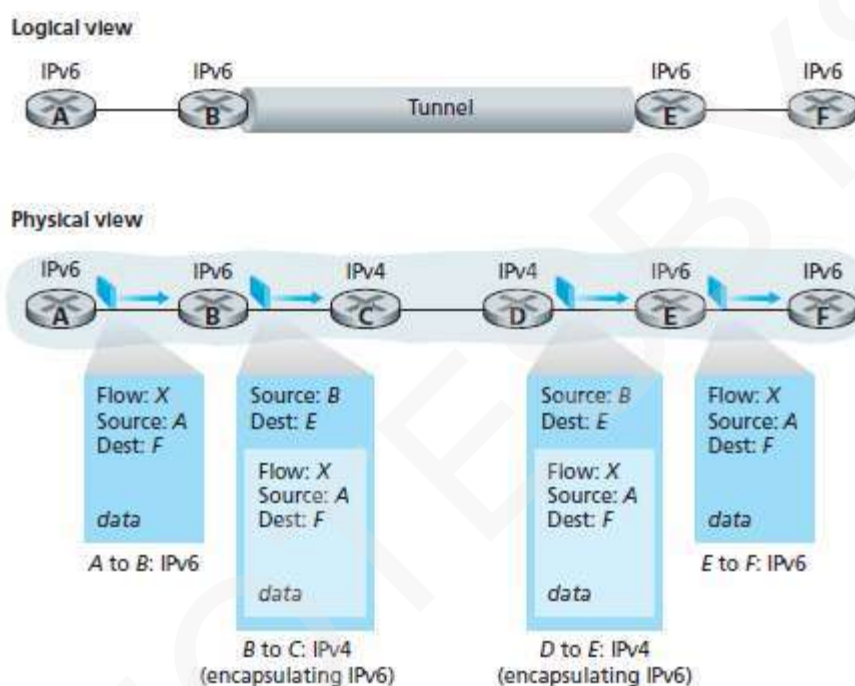 Logical view
IPv6 IPv6 IPv6 IPv6
A B Tunnel E F
Physical view
IPv6 IPv6 IPv4 IPv4 IPv6 IPv6
A B C D E F
Flow: X
Source: A
Dest: F
data
A to B: IPv6
Source: B
Dest: E
Flow: X
Source: A
Dest: F
data
B to C: IPv4
(encapsulating IPv6)
Source: B
Dest: E
Flow: X
Source: A
Dest: F
data
D to E: IPv4
(encapsulating IPv6)
Flow: X
Source: A
Dest: F
data
E to F: IPv6